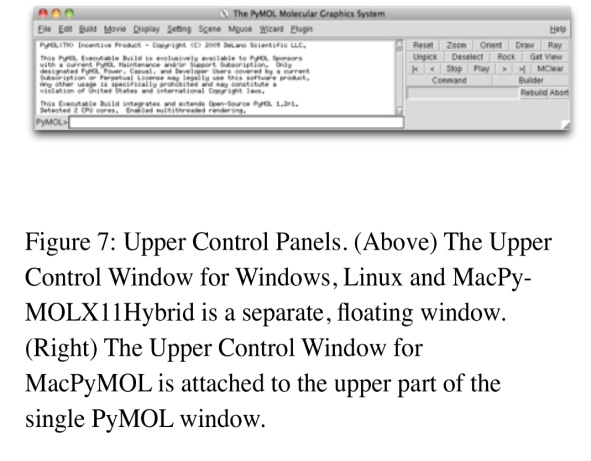 The PyMOL Molecular Graphics System
File Edit Build Movie Display Setting Scene Mouse Wizard Plugin Help
PyMOL(TM) Incentive Product - Copyright (C) 2009 DeLano Scientific LLC.
This PyMOL Executable Build is exclusively available to PyMOL Sponsors
with a current PyMOL Maintenance and/or Support Subscription. Only
designated PyMOL Power, Casual, and Developer Users covered by a current
Subscription or Perpetual License may legally use this software product.
Any other usage is specifically prohibited and may constitute a
violation of United States and international Copyright laws.
This Executable Build integrates and extends Open-Source PyMOL 1.2r1.
Detected 2 CPU cores. Enabled multithreaded rendering.
PyMOL>
Reset Zoom Orient Draw Ray
Unpick Deselect Rock Get View
|< < Stop Play > >| MClear
Command Builder
Rebuild Abort
Figure 7: Upper Control Panels. (Above) The Upper
Control Window for Windows, Linux and MacPy-
MOLX11Hybrid is a separate, floating window.
(Right) The Upper Control Window for
MacPyMOL is attached to the upper part of the
single PyMOL window.